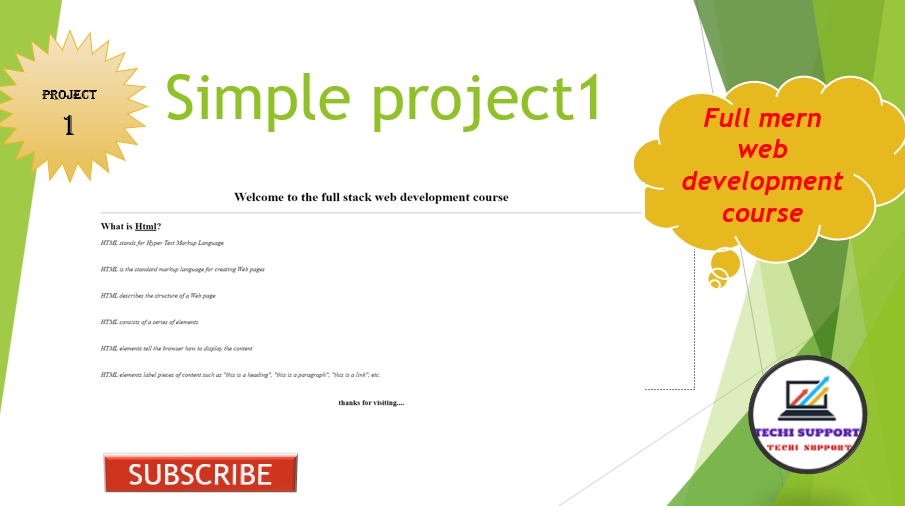 PROJECT
1
Simple project1
Full mern
web
development
course
Welcome to the full stack web development course
What is Html?
HTML stands for Hyper Text Markup Language
HTML is the standard markup language for creating Web pages
HTML describes the structure of a Web page
HTML consists of a series of elements
HTML elements tell the browser how to display the content
HTML elements label pieces of content such as "this is a heading", "this is a paragraph", "this is a link", etc.
thanks for visiting....
SUBSCRIBE
TECHI SUPPORT
TECHI SUPPORT